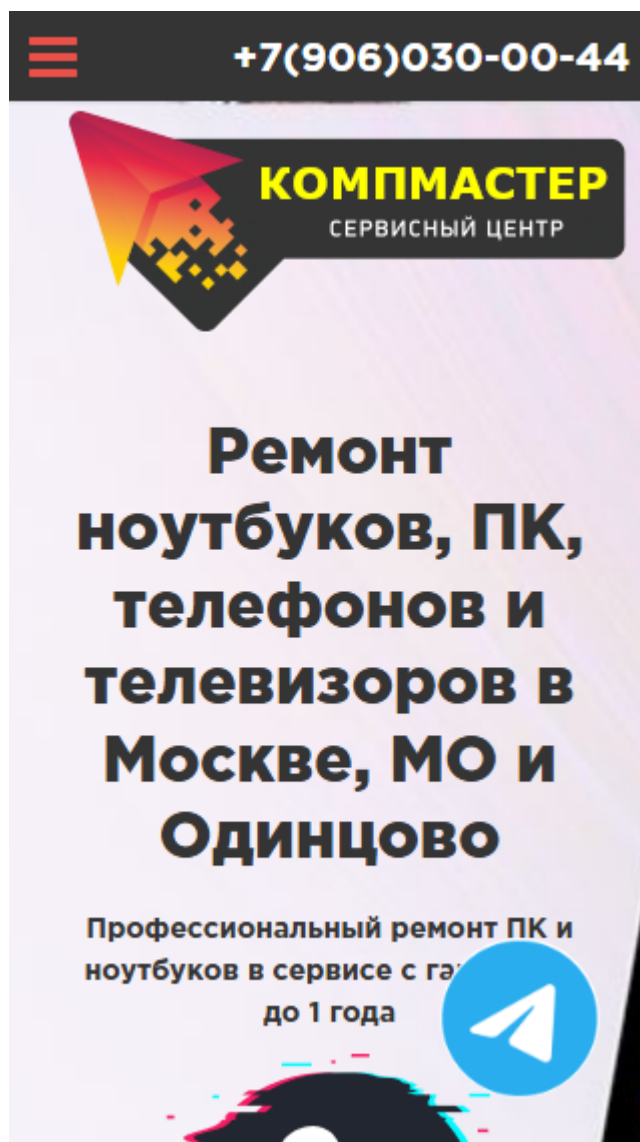 +7(906)030-00-44
КОМПМАСТЕР
СЕРВИСНЫЙ ЦЕНТР
Ремонт
ноутбуков, ПК,
телефонов и
телевизоров в
Москве, МО и
Одинцово
Профессиональный ремонт ПК и
ноутбуков в сервисе с
до 1 года